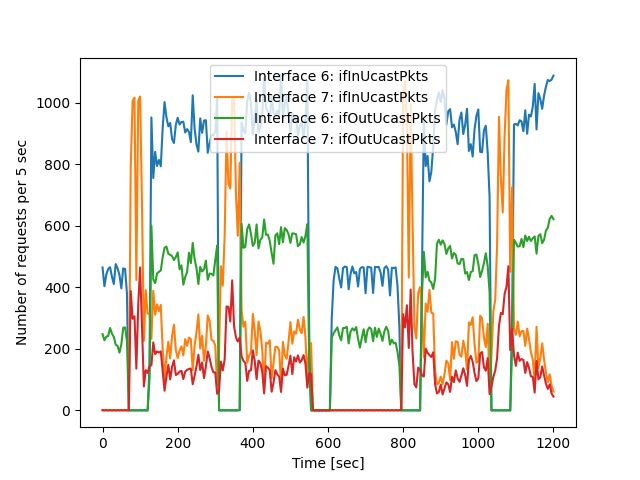 Interface 6: ifInUcastPkts
Interface 7: ifInUcastPkts
Interface 6: ifOutUcastPkts
Interface 7: ifOutUcastPkts
Number of requests per 5 sec
1000
800
600
400
200
0
0 200 400 600 800 1000 1200
Time [sec]